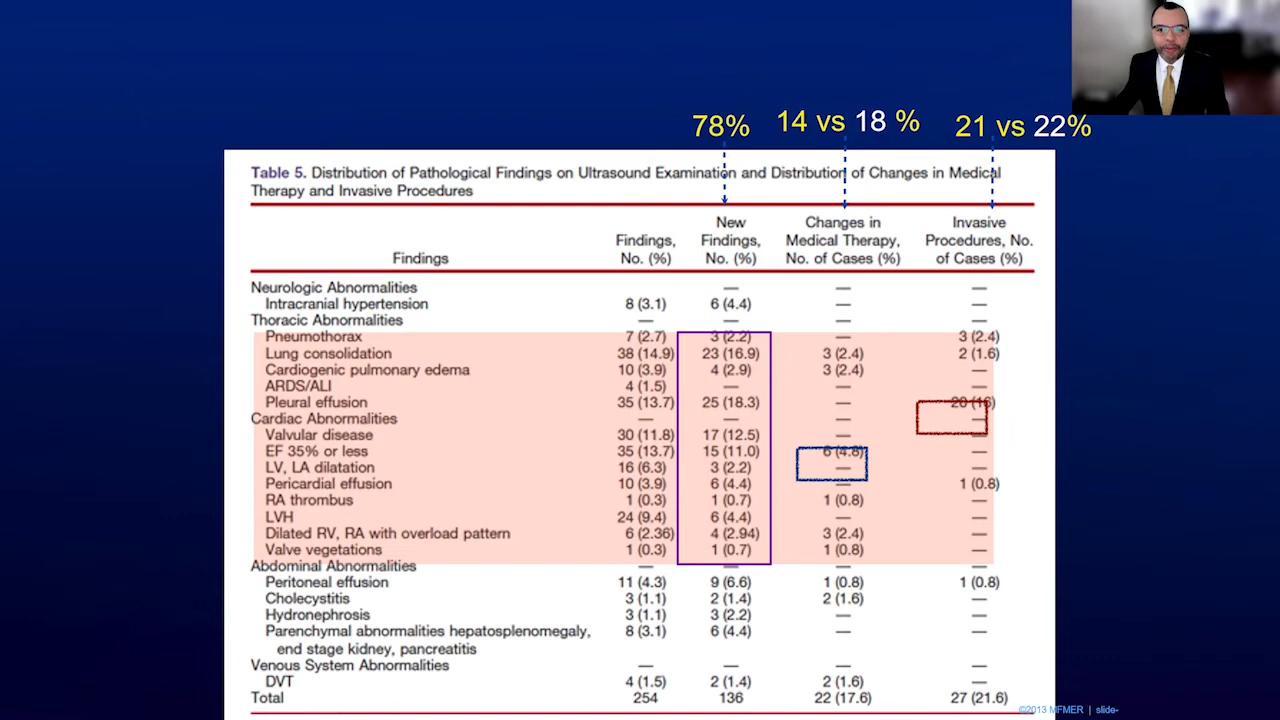 78% 14 vs 18 % 21 vs 22%
Table 5. Distribution of Pathological Findings on Ultrasound Examination and Distribution of Changes in Medical
Therapy and Invasive Procedures
New Changes in Invasive
Findings, Findings, Medical Therapy, Procedures, No.
Findings No. (%) No. (%) No. of Cases (%) of Cases (%)
Neurologic Abnormalities — — —
Intracranial hypertension 8 (3.1) 6 (4.4) — —
Thoracic Abnormalities — — — —
Pneumothorax 7 (2.7) 3 (2.2) — 3 (2.4)
Lung consolidation 38 (14.9) 23 (16.9) 3 (2.4) 2 (1.6)
Cardiogenic pulmonary edema 10 (3.9) 4 (2.9) 3 (2.4) —
ARDS/ALI 4 (1.5) — — —
Pleural effusion 35 (13.7) 25 (18.3) — 20 (16)
Cardiac Abnormalities — — — —
Valvular disease 30 (11.8) 17 (12.5) — —
EF 35% or less 35 (13.7) 15 (11.0) 6 (4.8) —
LV, LA dilatation 16 (6.3) 3 (2.2) — —
Pericardial effusion 10 (3.9) 6 (4.4) — 1 (0.8)
RA thrombus 1 (0.3) 1 (0.7) 1 (0.8) —
LVH 24 (9.4) 6 (4.4) — —
Dilated RV, RA with overload pattern 6 (2.36) 4 (2.94) 3 (2.4) —
Valve vegetations 1 (0.3) 1 (0.7) 1 (0.8) —
Abdominal Abnormalities — — — —
Peritoneal effusion 11 (4.3) 9 (6.6) 1 (0.8) 1 (0.8)
Cholecystitis 3 (1.1) 2 (1.4) 2 (1.6) —
Hydronephrosis 3 (1.1) 3 (2.2) — —
Parenchymal abnormalities hepatosplenomegaly, 8 (3.1) 6 (4.4) — —
end stage kidney, pancreatitis
Venous System Abnormalities — — — —
DVT 4 (1.5) 2 (1.4) 2 (1.6) —
Total 254 136 22 (17.6) 27 (21.6)
©2013 MFMER | slide-